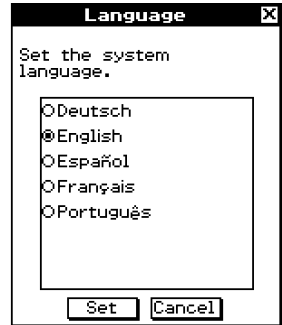 Language
Set the system
language.
Deutsch
English
Español
Français
Português
Set Cancel